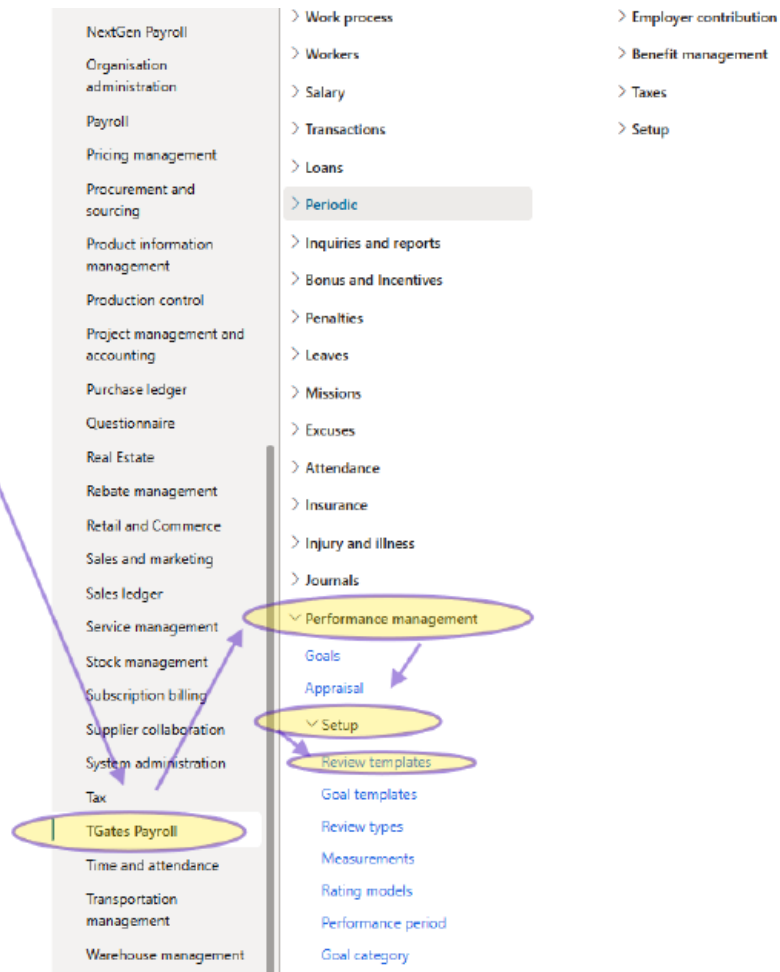 NextGen Payroll
Organisation
administration
Payroll
Pricing management
Procurement and
sourcing
Product information
management
Production control
Project management and
accounting
Purchase ledger
Questionnaire
Real Estate
Rebate management
Retail and Commerce
Sales and marketing
Sales ledger
Service management
Stock management
Subscription billing
Supplier collaboration
System administration
Tax
TGates Payroll
Time and attendance
Transportation
management
Warehouse management
Work process
Workers
Salary
Transactions
Loans
Periodic
Inquiries and reports
Bonus and Incentives
Penalties
Leaves
Missions
Excuses
Attendance
Insurance
Injury and illness
Journals
Performance management
Goals
Appraisal
Setup
Review templates
Goal templates
Review types
Measurements
Rating models
Performance period
Goal category
Employer contribution
Benefit management
Taxes
Setup